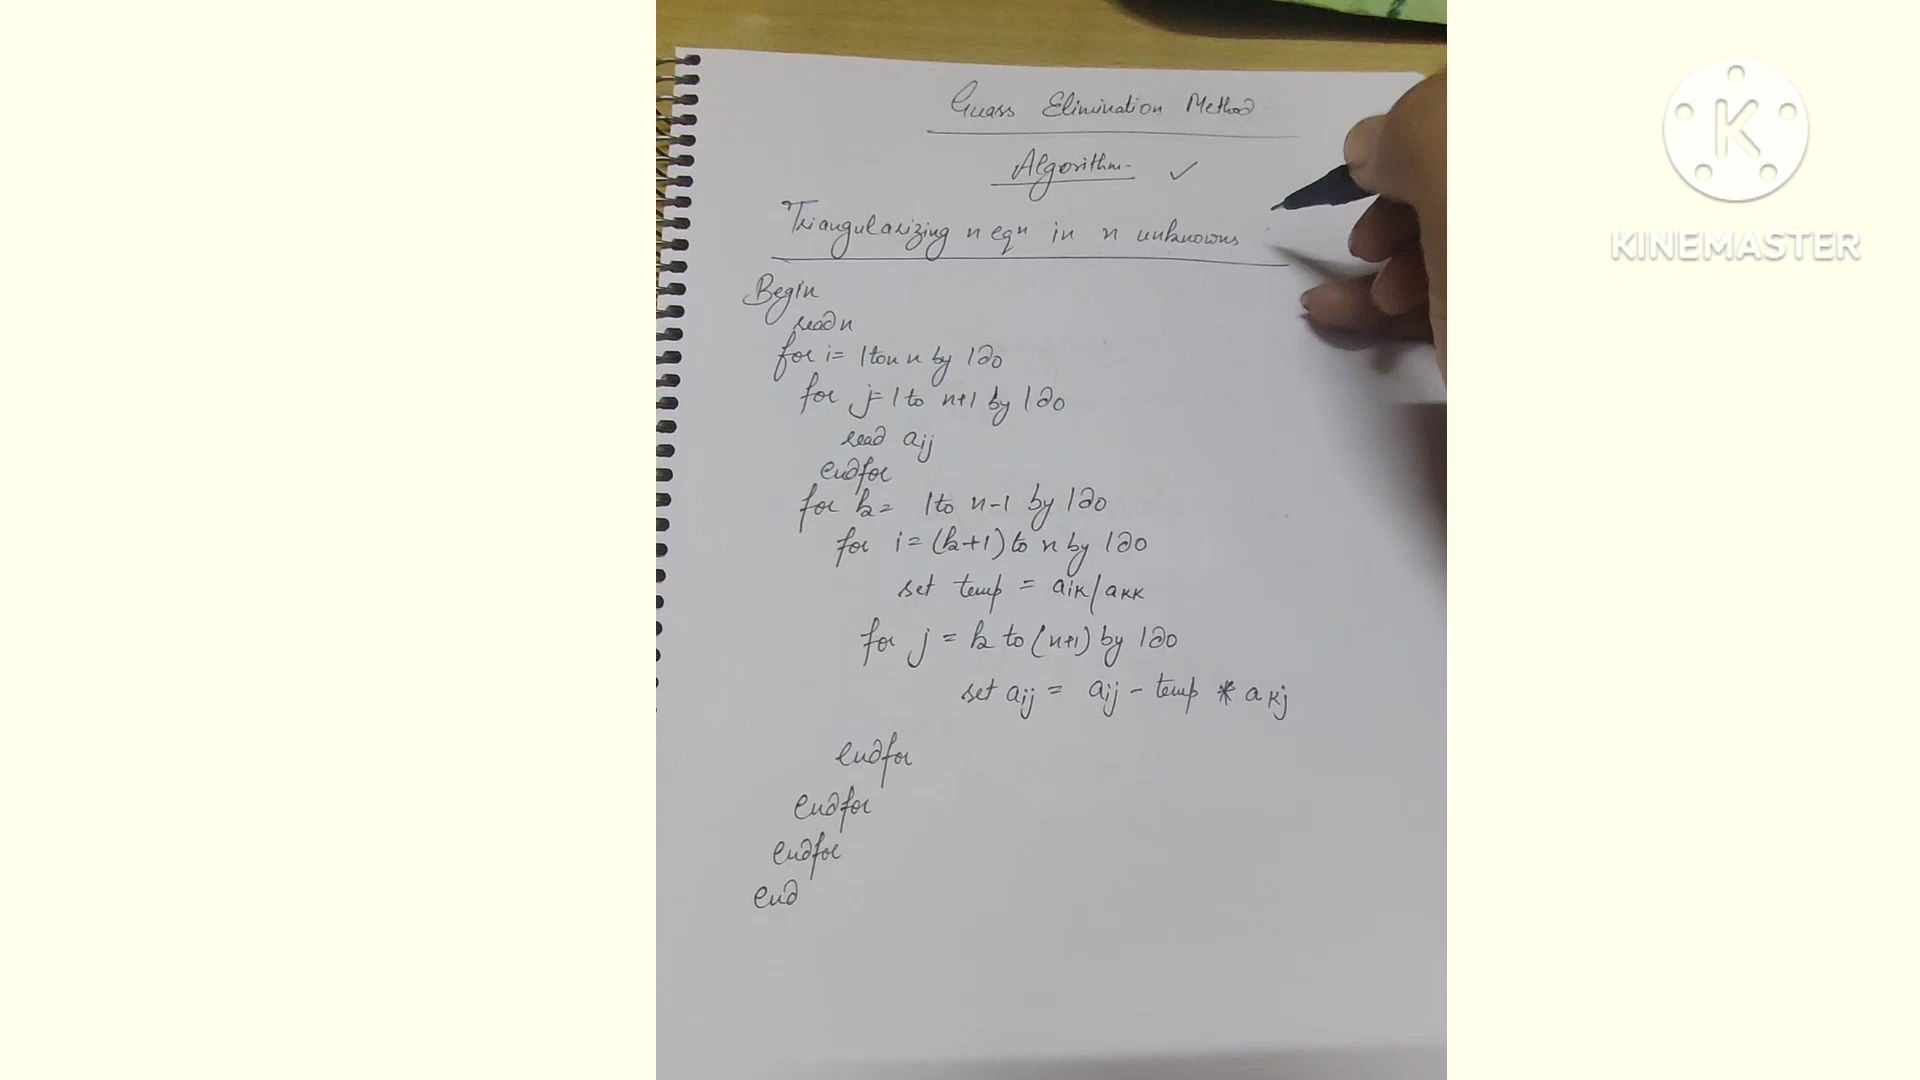 Guass Elimination Method
Algorithm
Triangularizing n eqn in n unknowns
Begin
read n
for i = 1 to n by 1 do
for j = 1 to n+1 by 1 do
read aij
endfor
for k = 1 to n-1 by 1 do
for i = (k+1) to n by 1 do
set temp = aik/akk
for j = k to (n+1) by 1 do
set aij = aij - temp * akj
endfor
endfor
endfor
end
K
KINEMASTER